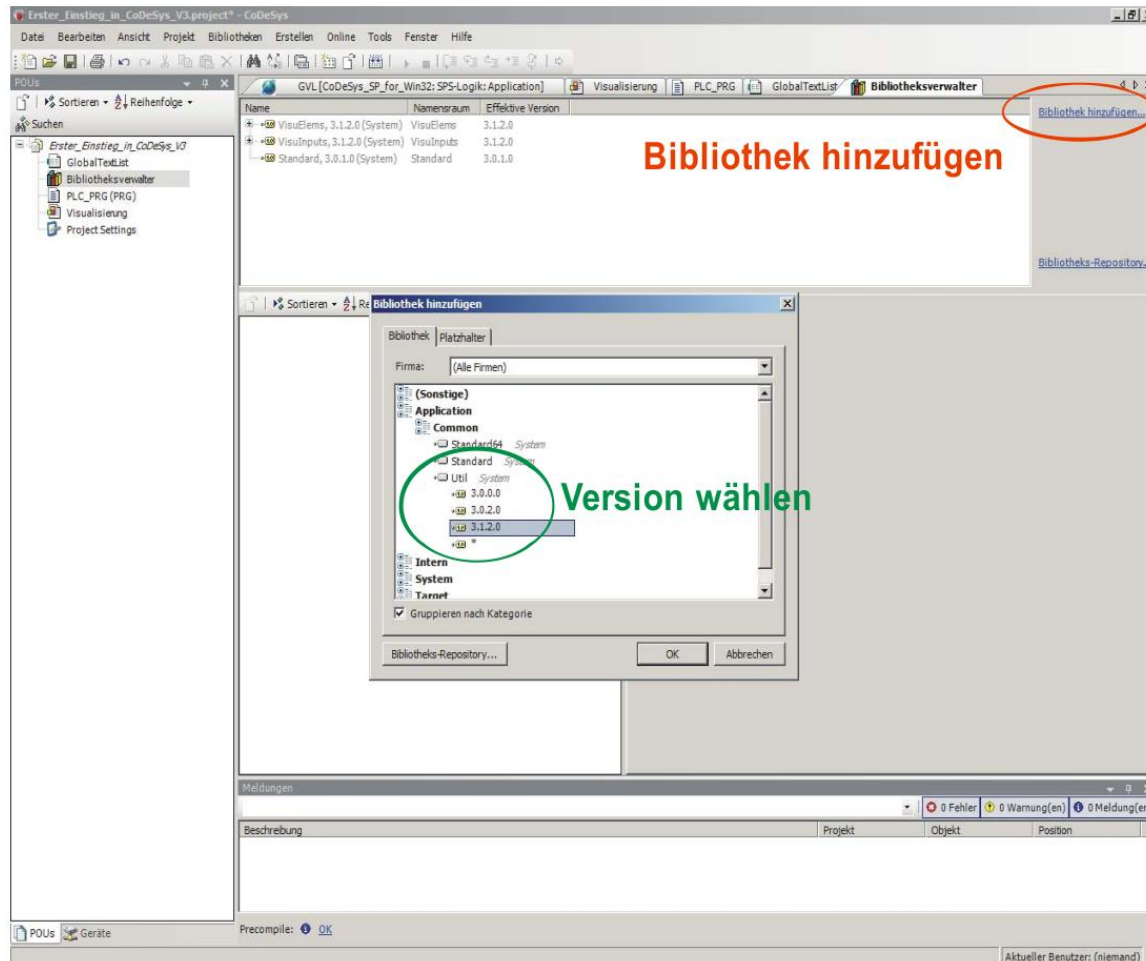 Erster_Einstieg_in_CoDeSys_V3.project* - CoDeSys
Datei Bearbeiten Ansicht Projekt Bibliotheken Erstellen Online Tools Fenster Hilfe
POUs
Sortieren Reihenfolge
Suchen
Erster_Einstieg_in_CoDeSys_V3
GlobalTextList
Bibliotheksverwalter
PLC_PRG (PRG)
Visualisierung
Project Settings
GVL [CoDeSys_SP_for_Win32: SPS-Logik: Application] Visualisierung PLC_PRG GlobalTextList Bibliotheksverwalter
Name Namensraum Effektive Version
VisuElems, 3.1.2.0 (System) VisuElems 3.1.2.0
VisuInputs, 3.1.2.0 (System) VisuInputs 3.1.2.0
Standard, 3.0.1.0 (System) Standard 3.0.1.0
Bibliothek hinzufügen...
Bibliothek hinzufügen
Bibliotheks-Repository..
Sortieren Re
Bibliothek hinzufügen
Bibliothek Platzhalter
Firma: (Alle Firmen)
(Sonstige)
Application
Common
Standard64 System
Standard System
Util System
3.0.0.0
3.0.2.0
3.1.2.0
*
Intern
System
Target
Version wählen
Gruppieren nach Kategorie
Bibliotheks-Repository... OK Abbrechen
Meldungen
0 Fehler 0 Warnung(en) 0 Meldung(en
Beschreibung Projekt Objekt Position
Precompile: OK
POUs Geräte
Aktueller Benutzer: (niemand)